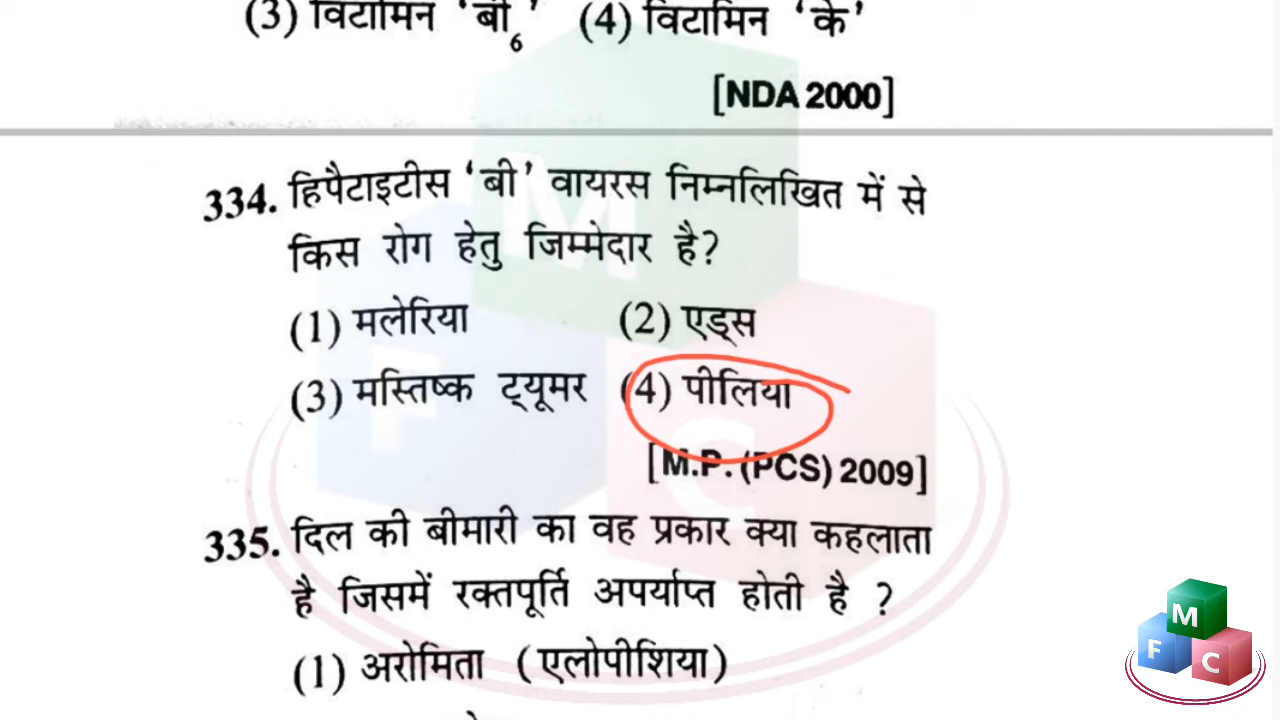 (3) विटामिन 'बी6' (4) विटामिन 'के'
[NDA 2000]
334. हिपैटाइटीस 'बी' वायरस निम्नलिखित में से
किस रोग हेतु जिम्मेदार है?
(1) मलेरिया (2) एड्स
(3) मस्तिष्क ट्यूमर (4) पीलिया
[M.P. (PCS) 2009]
335. दिल की बीमारी का वह प्रकार क्या कहलाता
है जिसमें रक्तपूर्ति अपर्याप्त होती है ?
(1) अरोमिता (एलोपीशिया)
M
F
C
M
F C